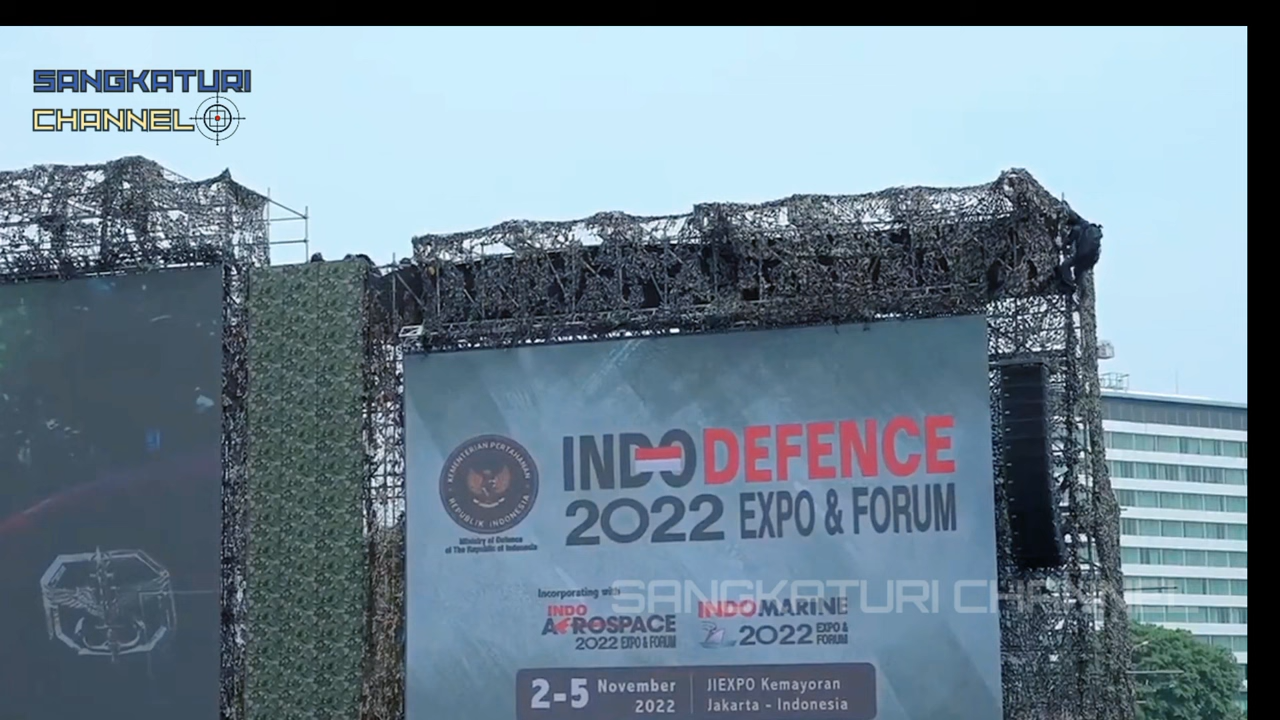 SANGKATURI
CHANNEL
KEMENTERIAN PERTAHANAN
REPUBLIK INDONESIA
Ministry of Defence
of The Republic of Indonesia
INDO DEFENCE
2022 EXPO & FORUM
Incorporating with
INDO
AEROSPACE
2022 EXPO & FORUM
INDO MARINE
2022 EXPO &
FORUM
SANGKATURI CHANNEL
2-5 November
2022
JIEXPO Kemayoran
Jakarta - Indonesia